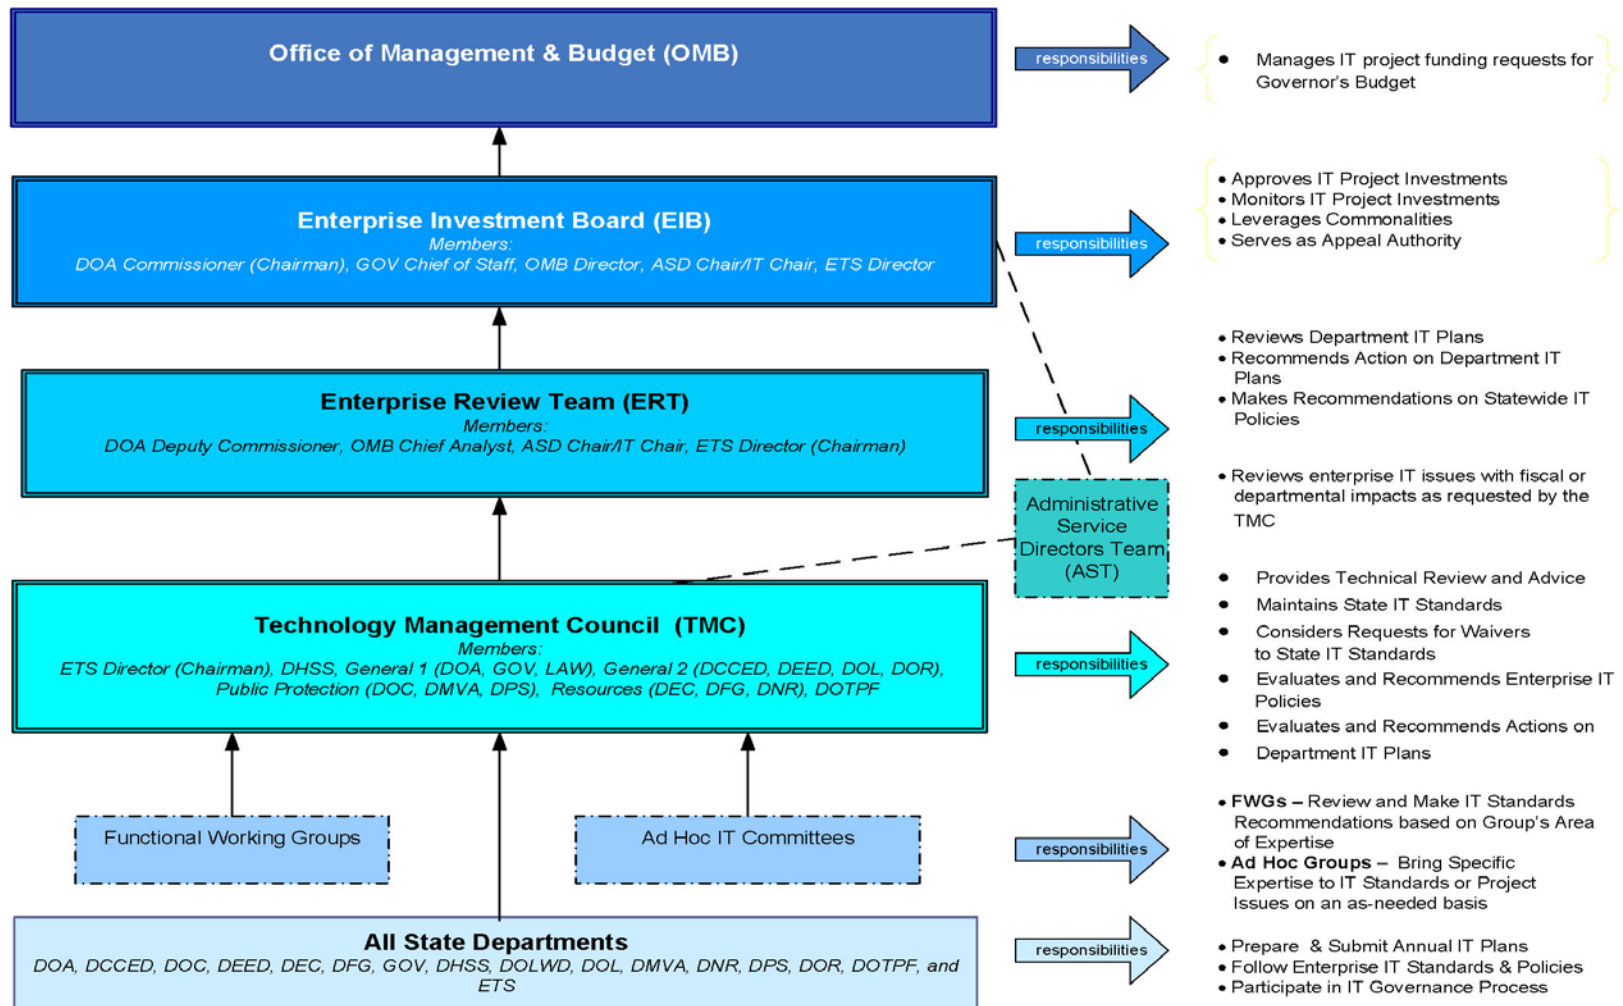 Office of Management & Budget (OMB)
responsibilities
• Manages IT project funding requests for
Governor's Budget
Enterprise Investment Board (EIB)
Members:
DOA Commissioner (Chairman), GOV Chief of Staff, OMB Director, ASD Chair/IT Chair, ETS Director
responsibilities
• Approves IT Project Investments
• Monitors IT Project Investments
• Leverages Commonalities
• Serves as Appeal Authority
Enterprise Review Team (ERT)
Members:
DOA Deputy Commissioner, OMB Chief Analyst, ASD Chair/IT Chair, ETS Director (Chairman)
responsibilities
• Reviews Department IT Plans
• Recommends Action on Department IT
Plans
• Makes Recommendations on Statewide IT
Policies
Administrative
Service
Directors Team
(AST)
• Reviews enterprise IT issues with fiscal or
departmental impacts as requested by the
TMC
Technology Management Council (TMC)
Members:
ETS Director (Chairman), DHSS, General 1 (DOA, GOV, LAW), General 2 (DCCED, DEED, DOL, DOR),
Public Protection (DOC, DMVA, DPS), Resources (DEC, DFG, DNR), DOTPF
responsibilities
• Provides Technical Review and Advice
• Maintains State IT Standards
• Considers Requests for Waivers
to State IT Standards
• Evaluates and Recommends Enterprise IT
Policies
• Evaluates and Recommends Actions on
• Department IT Plans
Functional Working Groups
Ad Hoc IT Committees
responsibilities
• FWGs – Review and Make IT Standards
Recommendations based on Group's Area
of Expertise
• Ad Hoc Groups – Bring Specific
Expertise to IT Standards or Project
Issues on an as-needed basis
All State Departments
DOA, DCCED, DOC, DEED, DEC, DFG, GOV, DHSS, DOLWD, DOL, DMVA, DNR, DPS, DOR, DOTPF, and
ETS
responsibilities
• Prepare & Submit Annual IT Plans
• Follow Enterprise IT Standards & Policies
• Participate in IT Governance Process